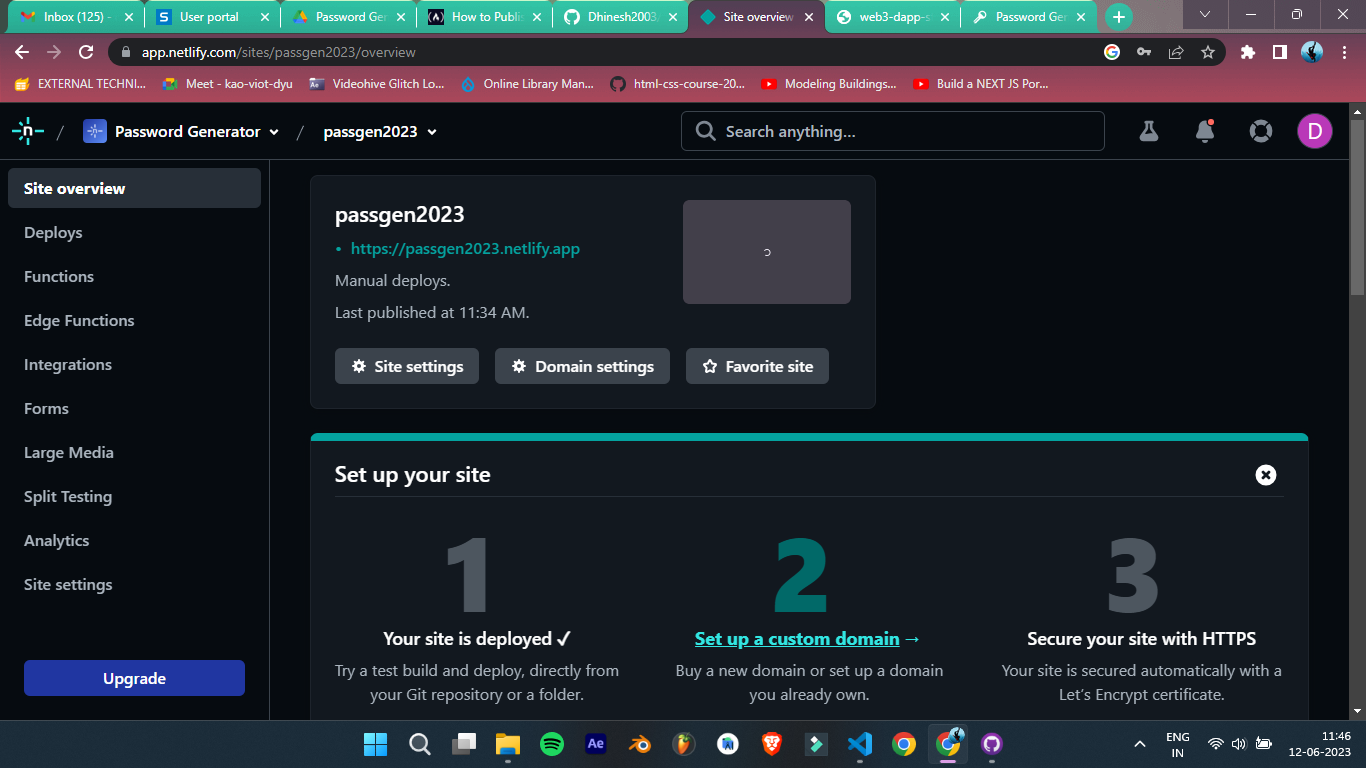 Inbox (125) -
User portal
Password Gen
How to Publis
Dhinesh2003
Site overview
web3-dapp-s
Password Gen
app.netlify.com/sites/passgen2023/overview
EXTERNAL TECHNI...
Meet - kao-viot-dyu
Videohive Glitch Lo...
Online Library Man...
html-css-course-20...
Modeling Buildings...
Build a NEXT JS Por...
n / Password Generator / passgen2023
Search anything...
D
Site overview
Deploys
Functions
Edge Functions
Integrations
Forms
Large Media
Split Testing
Analytics
Site settings
Upgrade
passgen2023
• https://passgen2023.netlify.app
Manual deploys.
Last published at 11:34 AM.
Site settings
Domain settings
Favorite site
Set up your site
1
Your site is deployed ✓
Try a test build and deploy, directly from
your Git repository or a folder.
2
Set up a custom domain →
Buy a new domain or set up a domain
you already own.
3
Secure your site with HTTPS
Your site is secured automatically with a
Let’s Encrypt certificate.
Ae
ENG
IN
11:46
12-06-2023